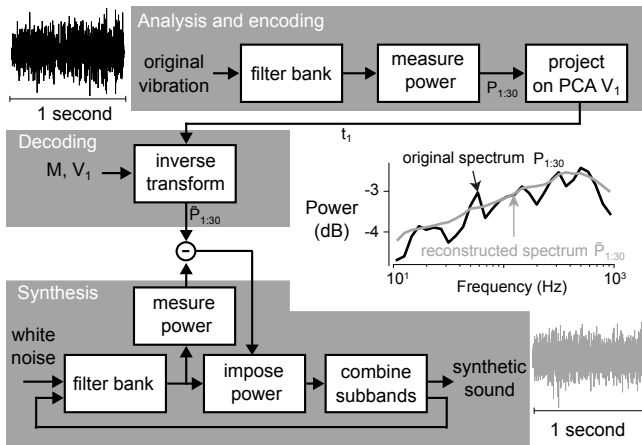 Analysis and encoding
original
vibration
filter bank
measure
power
P1:30
project
on PCA V1
1 second
t1
Decoding
M, V1
inverse
transform
P̃1:30
original spectrum P1:30
Power
(dB)
-3
-4
reconstructed spectrum P̃1:30
10¹
10³
Frequency (Hz)
Synthesis
mesure
power
white
noise
filter bank
impose
power
combine
subbands
synthetic
sound
1 second